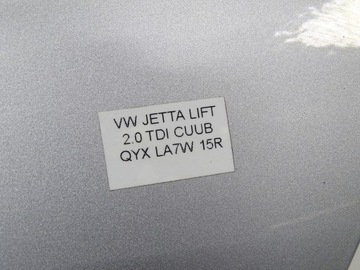 VW JETTA LIFT
2.0 TDI CUUB
QYX LA7W 15R